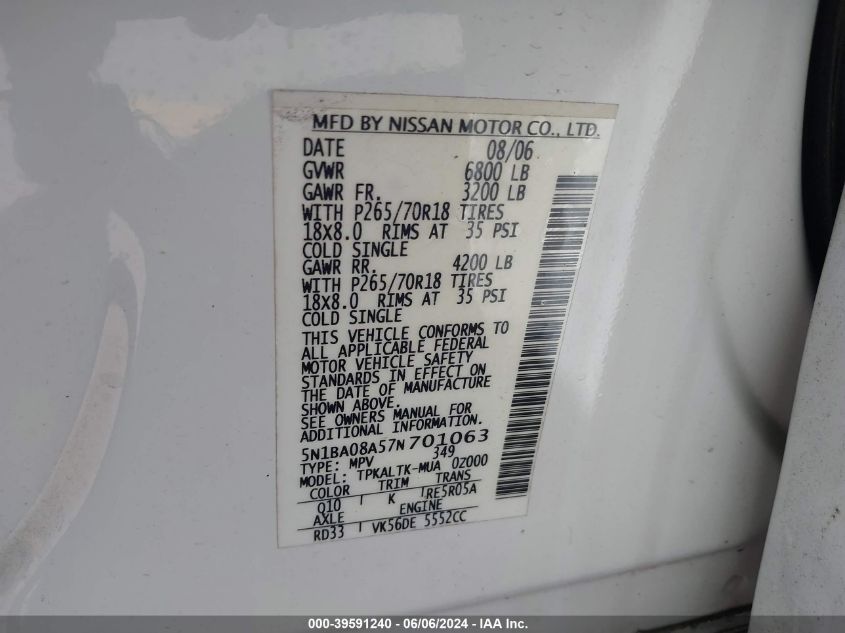 MFD BY NISSAN MOTOR CO., LTD.
DATE 08/06
GVWR 6800 LB
GAWR FR. 3200 LB
WITH P265/70R18 TIRES
18X8.0 RIMS AT 35 PSI
COLD SINGLE
GAWR RR. 4200 LB
WITH P265/70R18 TIRES
18X8.0 RIMS AT 35 PSI
COLD SINGLE
THIS VEHICLE CONFORMS TO
ALL APPLICABLE FEDERAL
MOTOR VEHICLE SAFETY
STANDARDS IN EFFECT ON
THE DATE OF MANUFACTURE
SHOWN ABOVE.
SEE OWNERS MANUAL FOR
ADDITIONAL INFORMATION.
5N1BA08A57N701063
TYPE: MPV 349
MODEL: TPKALTK-MUA 0Z000
COLOR TRIM TRANS
Q10 K RE5R05A
AXLE ENGINE
RD33 VK56DE 5552CC
000-39591240 - 06/06/2024 - IAA Inc.